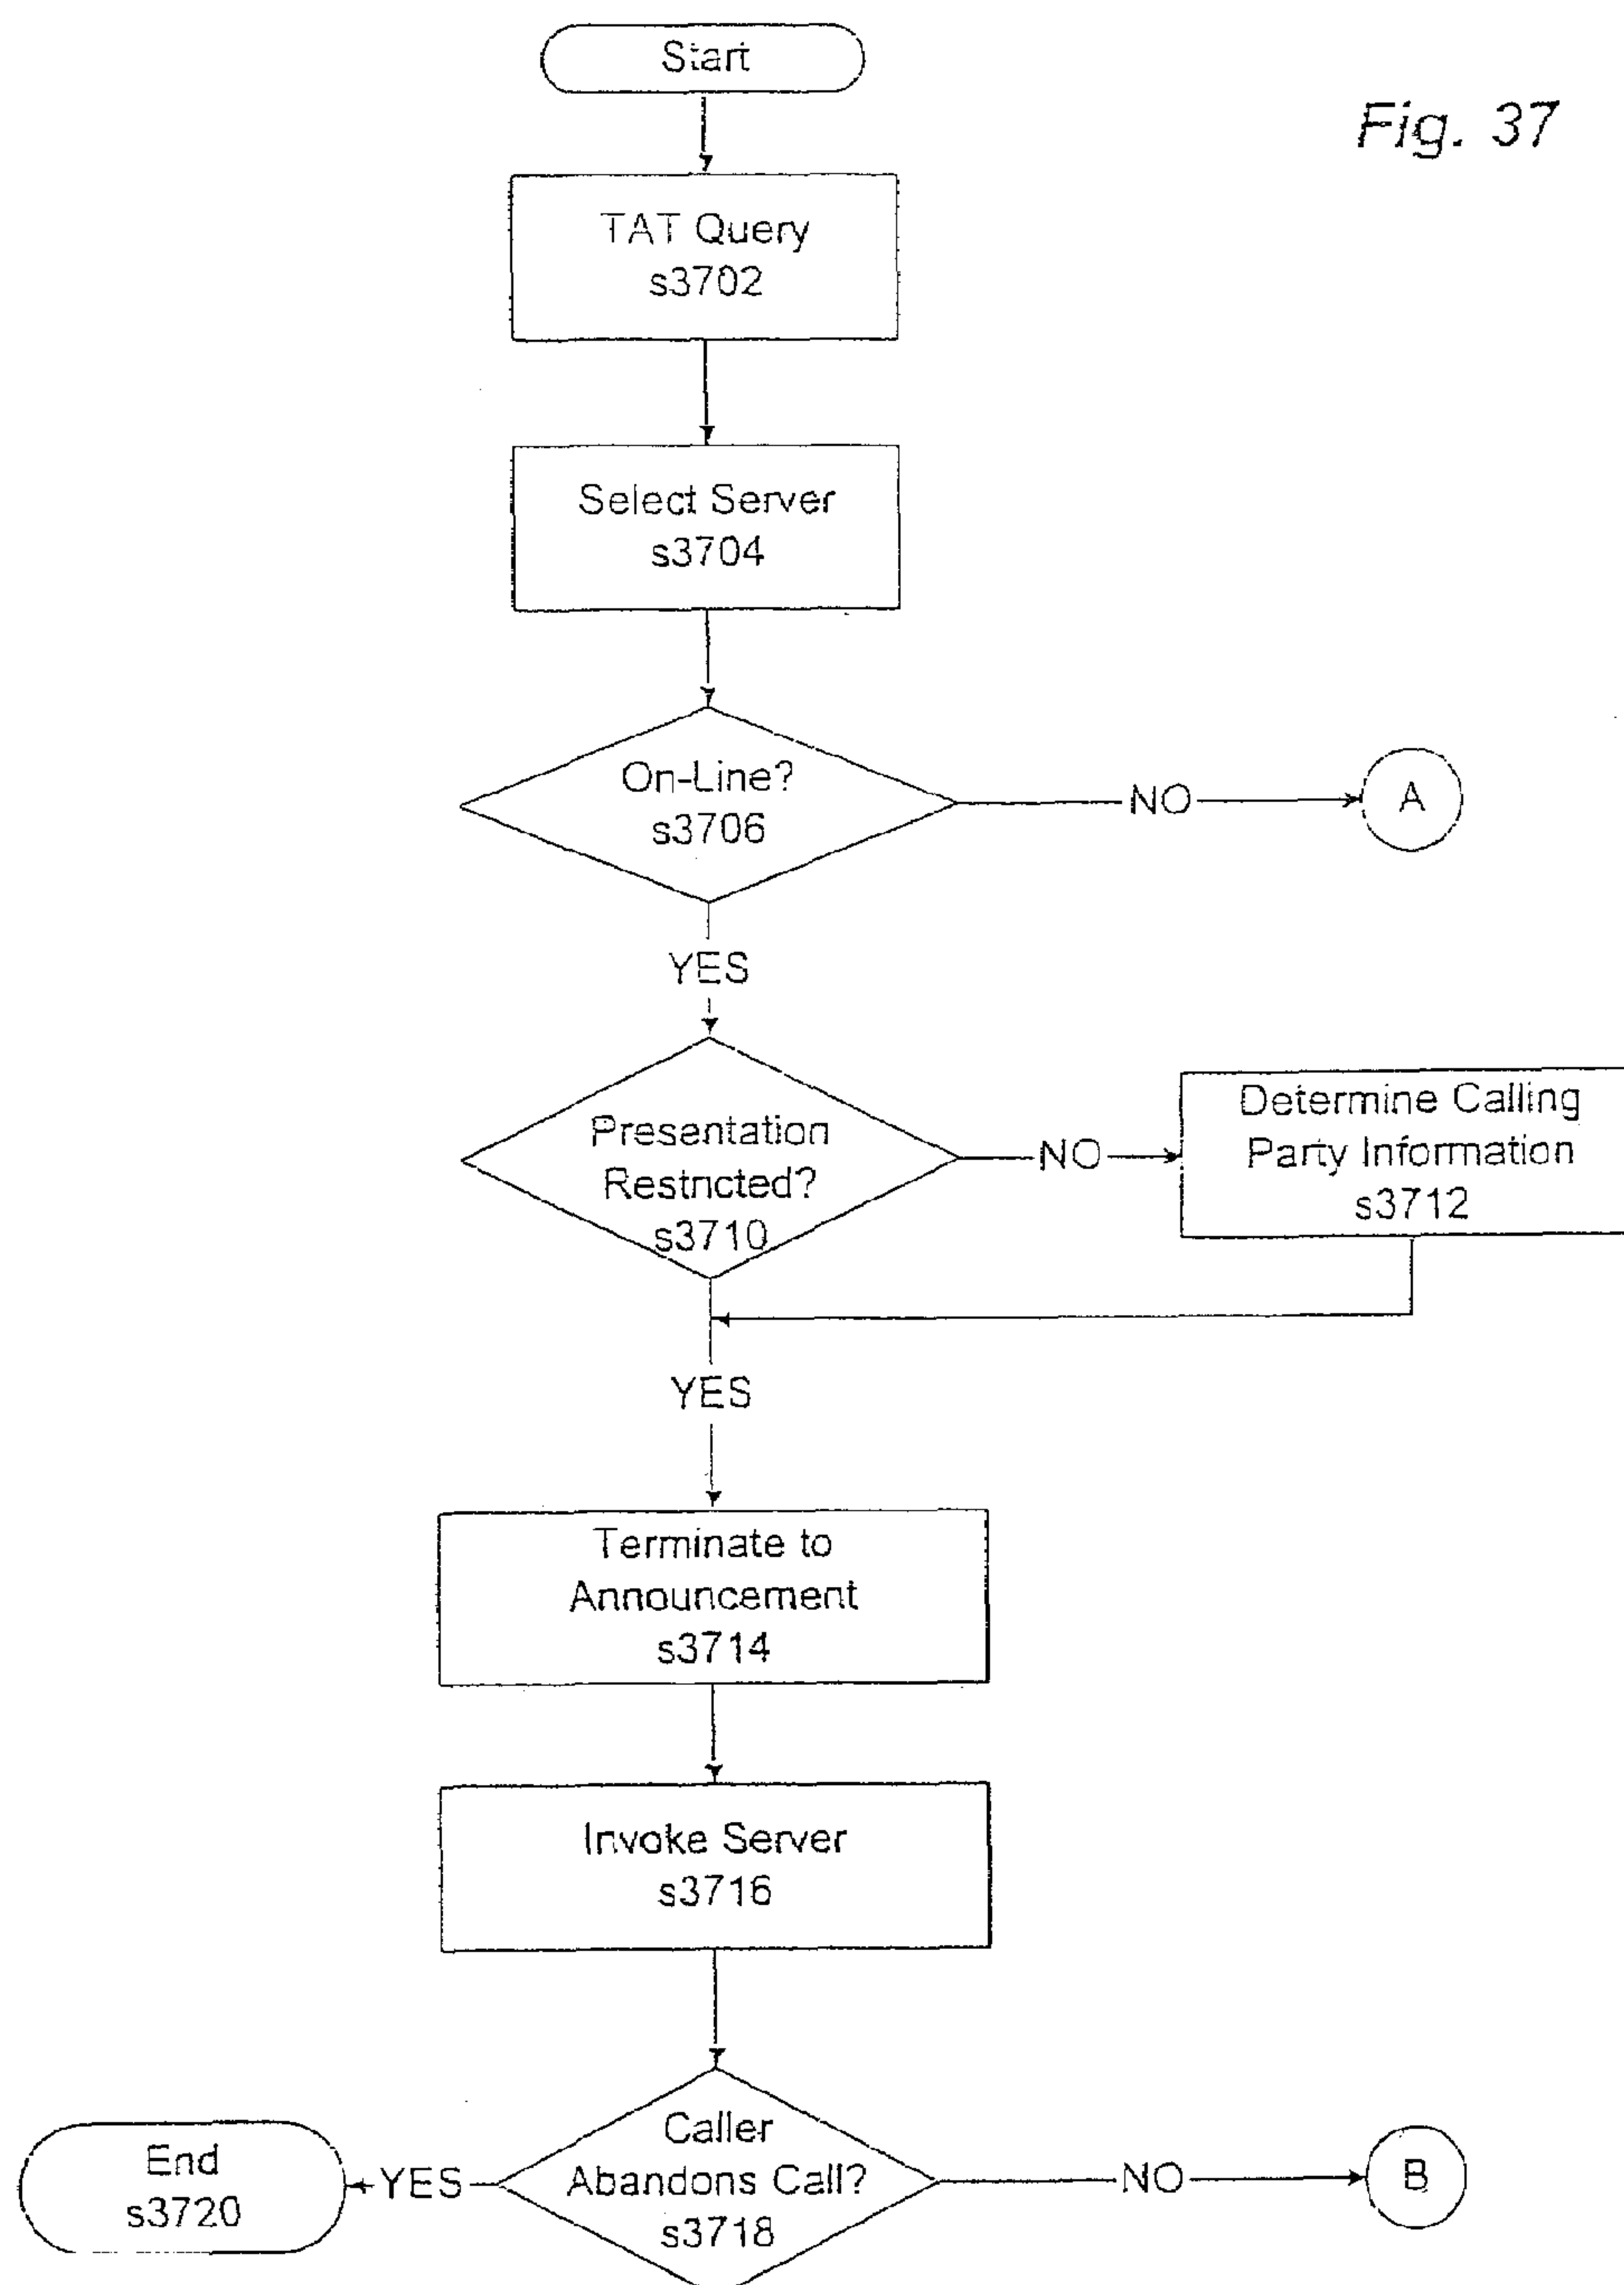 Start
Fig. 37
TAT Query
s3702
Select Server
s3704
On-Line?
s3706
NO
A
YES
Presentation
Restricted?
s3710
NO
Determine Calling
Party Information
s3712
YES
Terminate to
Announcement
s3714
Invoke Server
s3716
Caller
Abandons Call?
s3718
YES
End
s3720
NO
B